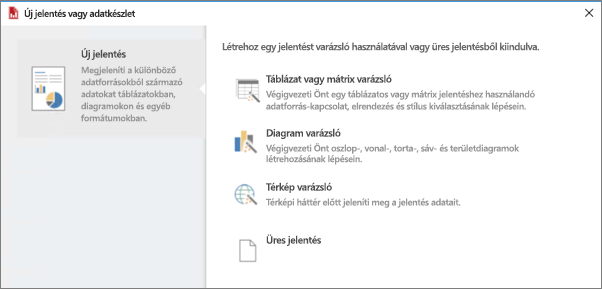 Új jelentés vagy adatkészlet
Új jelentés
Megjeleníti a különböző
adatforrásokból származó
adatokat táblázatokban,
diagramokon és egyéb
formátumokban.
Létrehoz egy jelentést varázsló használatával vagy üres jelentésből kiindulva.
Táblázat vagy mátrix varázsló
Végigvezeti Önt egy táblázatos vagy mátrix jelentéshez használandó
adatforrás-kapcsolat, elrendezés és stílus kiválasztásának lépésein.
Diagram varázsló
Végigvezeti Önt oszlop-, vonal-, torta-, sáv- és területdiagramok
létrehozásának lépésein.
Térkép varázsló
Térképi háttér előtt jeleníti meg a jelentés adatait.
Üres jelentés